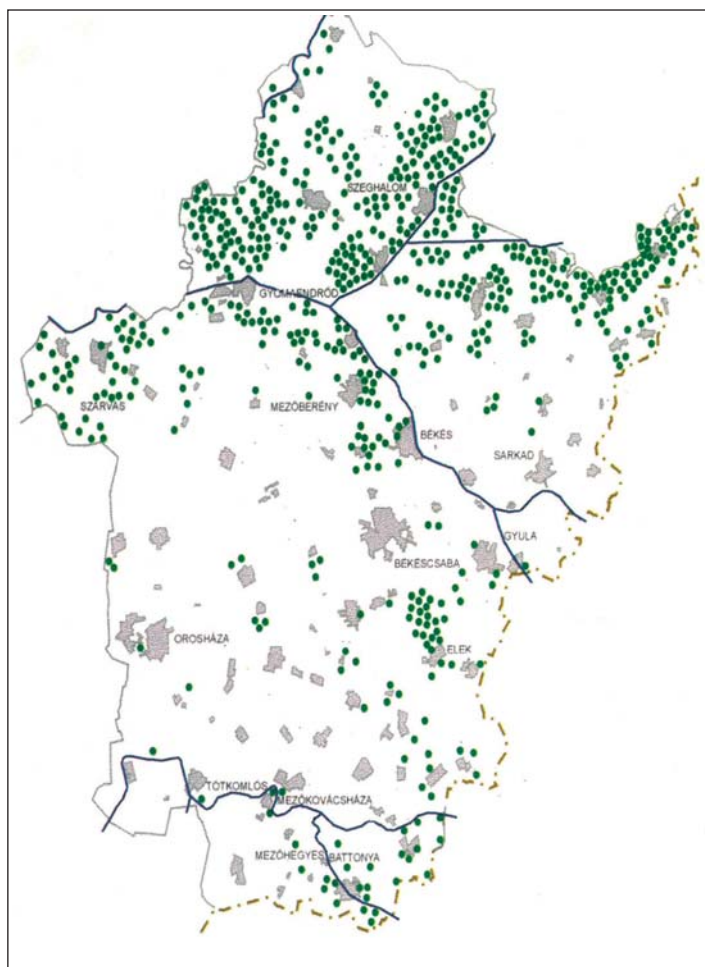 SZEGHALOM
GYOMAENDRŐD
SZARVAS
MEZŐBERÉNY
BÉKÉS
SARKAD
GYULA
BÉKÉSCSABA
OROSHÁZA
ELEK
TÓTKOMLÓS
MEZŐKOVÁCSHÁZA
MEZŐHEGYES
BATTONYA